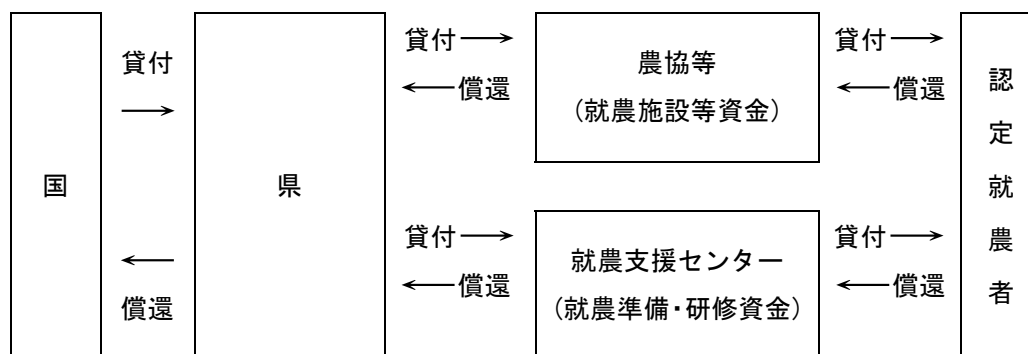 国
貸付
償還
県
貸付
償還
農協等
(就農施設等資金)
貸付
償還
貸付
償還
就農支援センター
(就農準備・研修資金)
貸付
償還
認定就農者